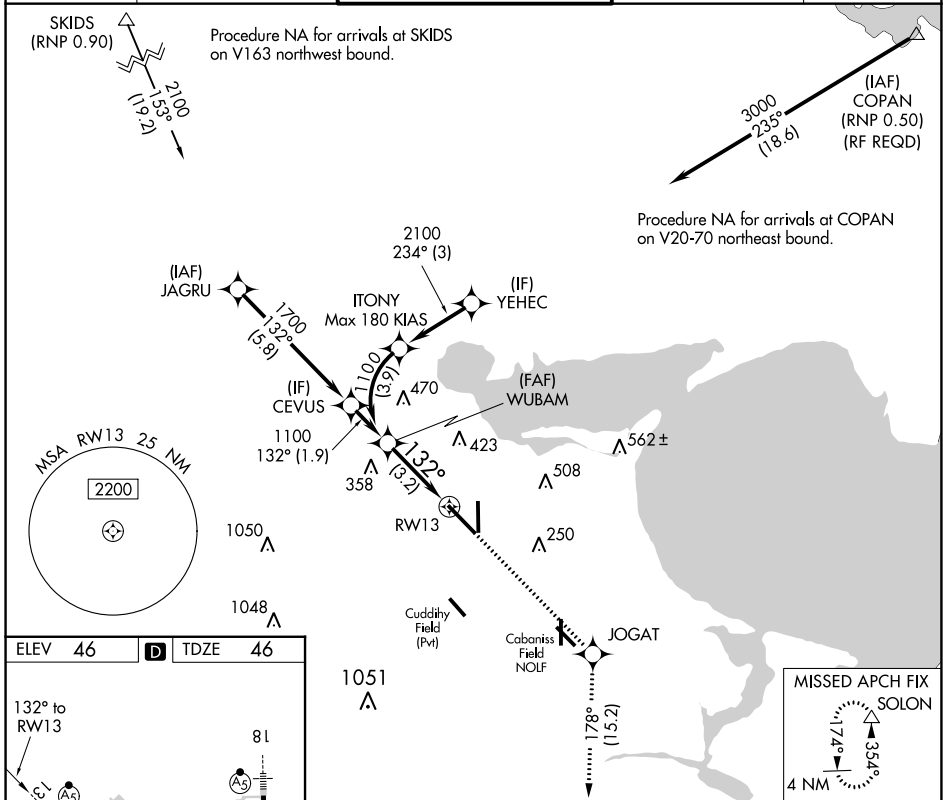 SKIDS
(RNP 0.90)
2100
153°
(19.2)
Procedure NA for arrivals at SKIDS
on V163 northwest bound.
3000
235°
(18.6)
(IAF)
COPAN
(RNP 0.50)
(RF REQD)
Procedure NA for arrivals at COPAN
on V20-70 northeast bound.
2100
234° (3)
(IAF)
JAGRU
1700
132°
(5.8)
ITONY
Max 180 KIAS
(IF)
YEHEC
1100
(3.9)
(IF)
CEVUS
470
(FAF)
WUBAM
1100
132° (1.9)
423
562 ±
132°
(3.2)
358
508
MSA RW13 25 NM
2200
RW13
1050
250
1048
Cuddihy
Field
(Pvt)
Cabaniss
Field
NOLF
JOGAT
ELEV 46
D
TDZE 46
1051
178°
(15.2)
MISSED APCH FIX
SOLON
174°
354°
4 NM
132° to
RW13
18
13
A5
A5